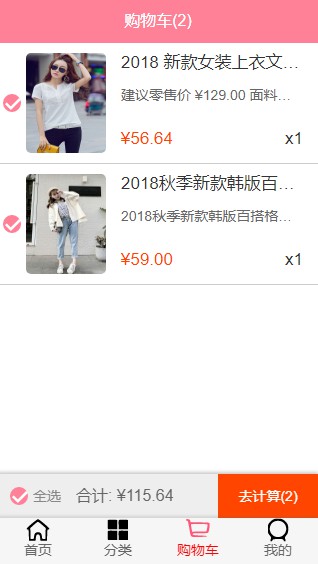 购物车(2)
2018 新款女装上衣文...
建议零售价 ¥129.00 面料...
¥56.64
x1
2018秋季新款韩版百...
2018秋季新款韩版百搭格...
¥59.00
x1
全选
合计: ¥115.64
去计算(2)
首页
分类
购物车
我的